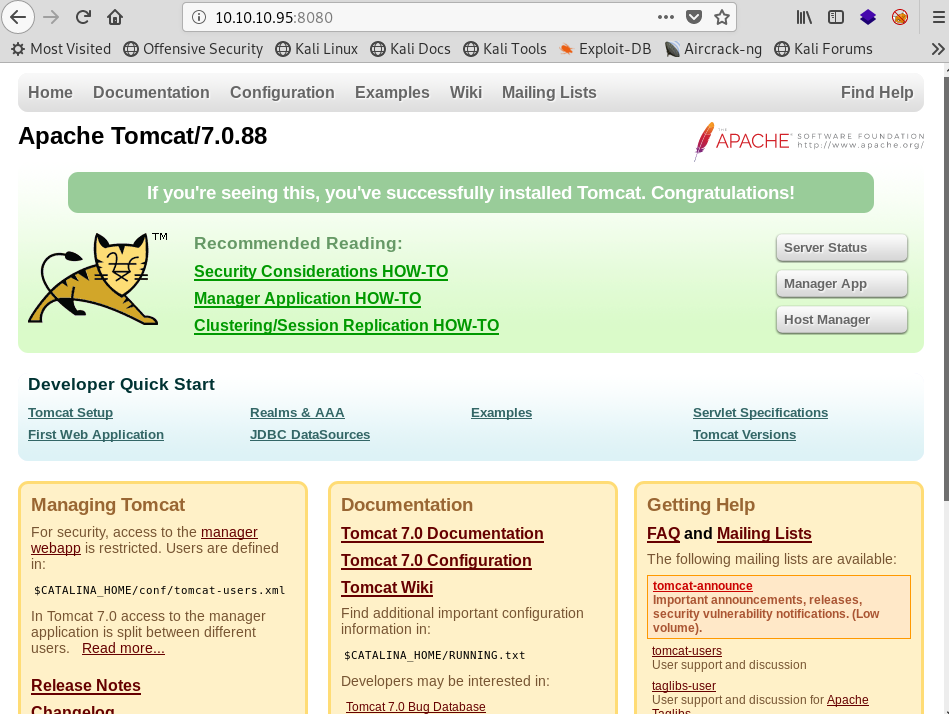 10.10.10.95:8080
Most Visited Offensive Security Kali Linux Kali Docs Kali Tools Exploit-DB Aircrack-ng Kali Forums
Home Documentation Configuration Examples Wiki Mailing Lists Find Help
Apache Tomcat/7.0.88
THE APACHE SOFTWARE FOUNDATION
http://www.apache.org/
If you're seeing this, you've successfully installed Tomcat. Congratulations!
TM
Recommended Reading:
Security Considerations HOW-TO
Manager Application HOW-TO
Clustering/Session Replication HOW-TO
Server Status
Manager App
Host Manager
Developer Quick Start
Tomcat Setup Realms & AAA Examples Servlet Specifications
First Web Application JDBC DataSources Tomcat Versions
Managing Tomcat
For security, access to the manager
webapp is restricted. Users are defined
in:
$CATALINA_HOME/conf/tomcat-users.xml
In Tomcat 7.0 access to the manager
application is split between different
users. Read more...
Release Notes
Changelog
Documentation
Tomcat 7.0 Documentation
Tomcat 7.0 Configuration
Tomcat Wiki
Find additional important configuration
information in:
$CATALINA_HOME/RUNNING.txt
Developers may be interested in:
Tomcat 7.0 Bug Database
Getting Help
FAQ and Mailing Lists
The following mailing lists are available:
tomcat-announce
Important announcements, releases,
security vulnerability notifications. (Low
volume).
tomcat-users
User support and discussion
taglibs-user
User support and discussion for Apache
Taglibs